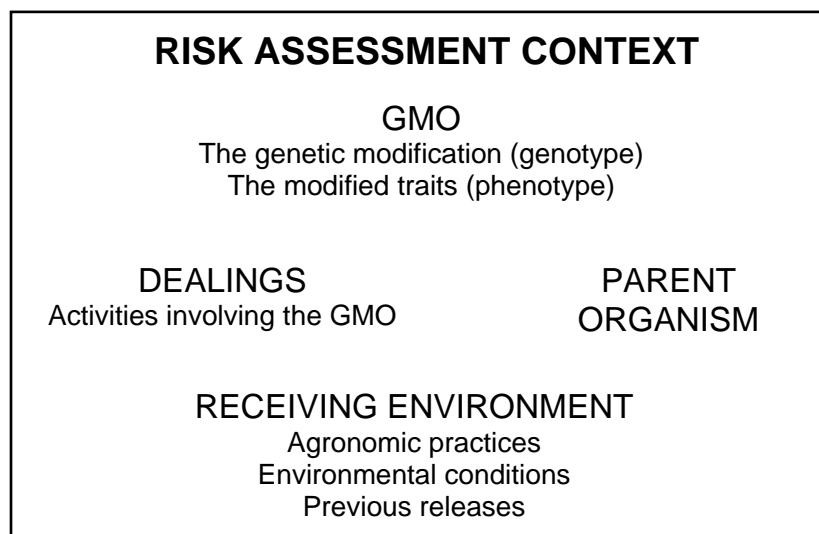 RISK ASSESSMENT CONTEXT
GMO
The genetic modification (genotype)
The modified traits (phenotype)
DEALINGS
Activities involving the GMO
PARENT
ORGANISM
RECEIVING ENVIRONMENT
Agronomic practices
Environmental conditions
Previous releases